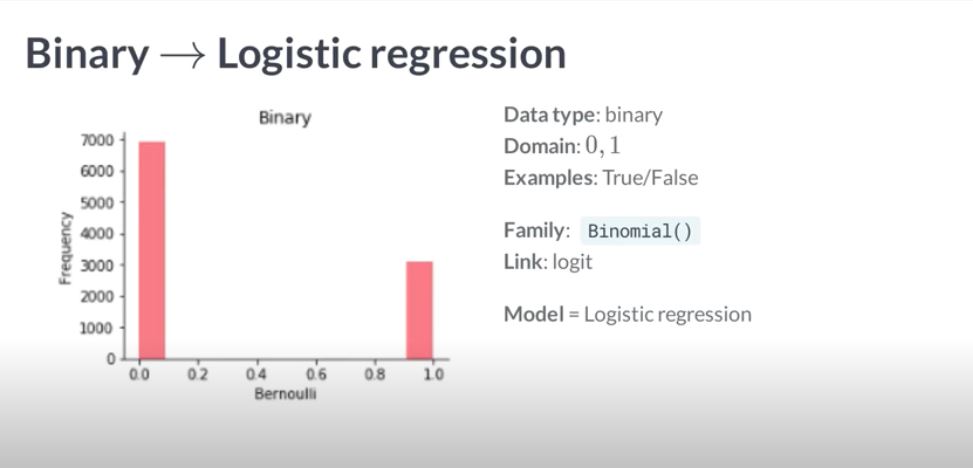 Binary → Logistic regression
Binary
7000
6000
5000
4000
3000
2000
1000
0
Frequency
0.0 0.2 0.4 0.6 0.8 1.0
Bernoulli
Data type: binary
Domain: 0, 1
Examples: True/False
Family: Binomial()
Link: logit
Model = Logistic regression